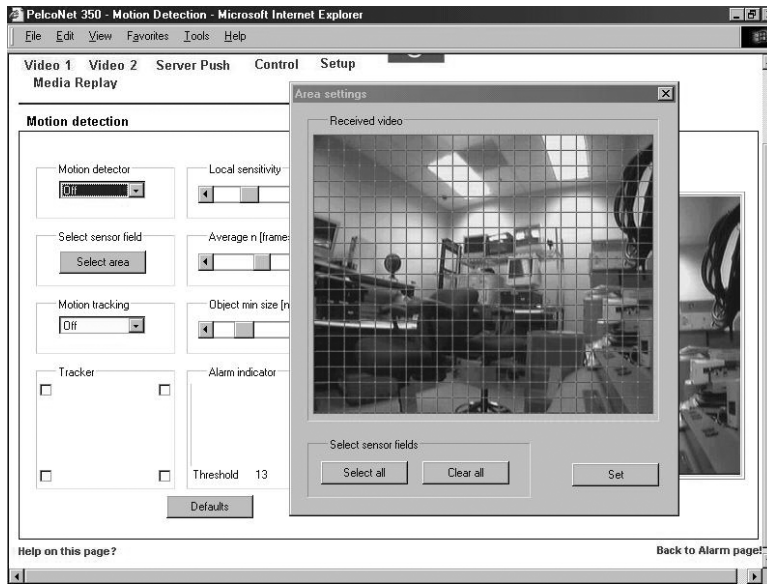 PelcoNet 350 - Motion Detection - Microsoft Internet Explorer
File Edit View Favorites Tools Help
Video 1 Video 2 Server Push Control Setup
Media Replay
Area settings
Received video
Motion detection
Motion detector
Off
Local sensitivity
Select sensor field
Select area
Average n [frame
Motion tracking
Off
Object min size [n
Tracker
Alarm indicator
Threshold 13
Select sensor fields
Select all
Clear all
Set
Defaults
Help on this page?
Back to Alarm page!